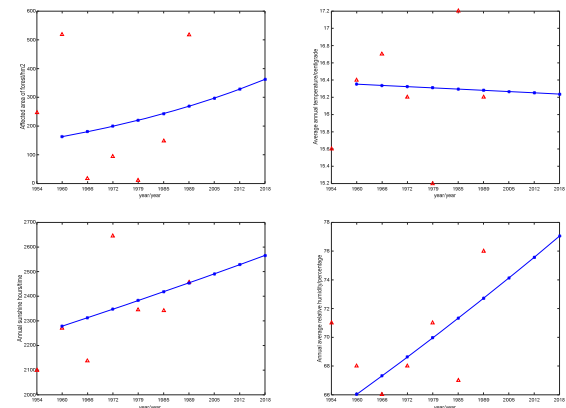 600
500
400
300
200
100
0
Affected area of forest/hm2
1954 1960 1966 1972 1979 1985 1989 2005 2012 2018
year/year
17.2
17
16.8
16.6
16.4
16.2
16
15.8
15.6
15.4
15.2
Average annual temperature/centigrade
1954 1960 1966 1972 1979 1985 1989 2005 2012 2018
year/year
2700
2600
2500
2400
2300
2200
2100
2000
Annual sunshine hours/time
1954 1960 1966 1972 1979 1985 1989 2005 2012 2018
year/year
78
76
74
72
70
68
66
Annual average relative humidity/percentage
1954 1960 1966 1972 1979 1985 1989 2005 2012 2018
year/year